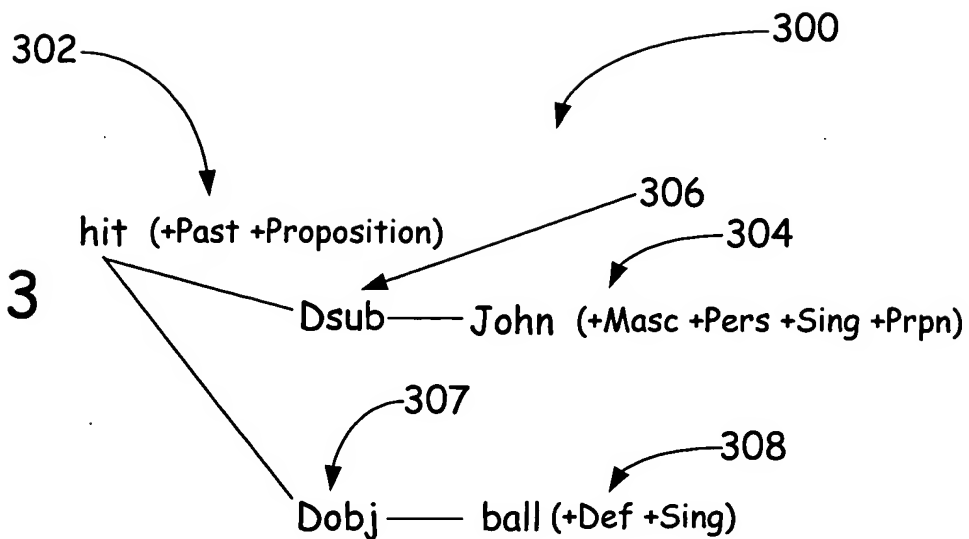 300
302
306
hit (+Past +Proposition)
304
3
Dsub John (+Masc +Pers +Sing +Prpn)
307
308
Dobj ball (+Def +Sing)